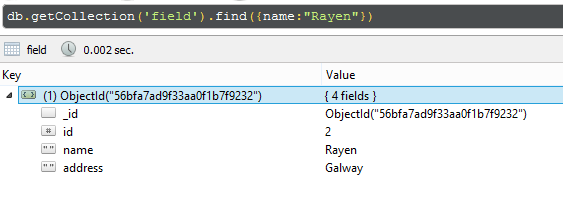 db.getCollection('field').find({name:"Rayen"})
field 0.002 sec.
Key Value
(1) ObjectId("56bfa7ad9f33aa0f1b7f9232") { 4 fields }
_id ObjectId("56bfa7ad9f33aa0f1b7f9232")
# id 2
" " name Rayen
" " address Galway